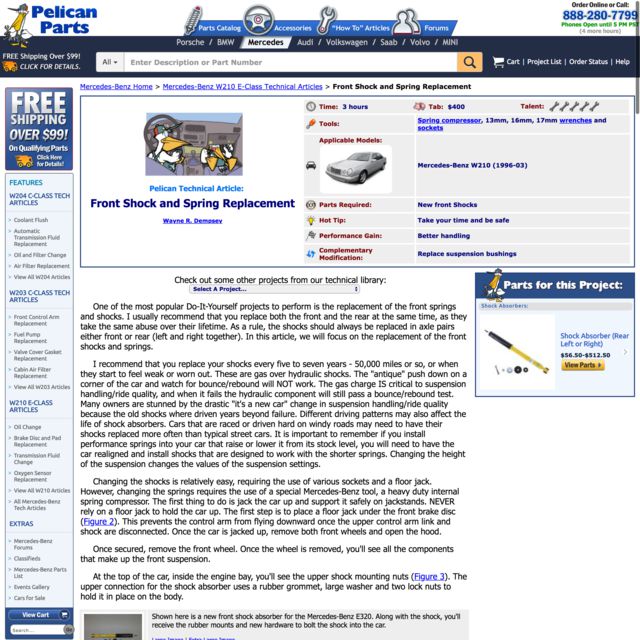 Pelican
Parts
Parts Catalog
Accessories
"How To" Articles
Forums
Order Online or Call:
888-280-7799
Phones Open until 5 PM PST
(4 more hours)
Porsche / BMW
Mercedes
Audi / Volkswagen / Saab / Volvo / MINI
FREE Shipping Over $99!
CLICK FOR DETAILS.
All
Enter Description or Part Number
Cart | Project List | Order Status | Help
Mercedes-Benz Home > Mercedes-Benz W210 E-Class Technical Articles > Front Shock and Spring Replacement
FREE
SHIPPING
OVER $99!
On Qualifying Parts
Click Here
for Details!
FEATURES
W204 C-CLASS TECH
ARTICLES
Coolant Flush
Automatic
Transmission Fluid
Replacement
Oil and Filter Change
Air Filter Replacement
View All W204 Articles
W203 C-CLASS TECH
ARTICLES
Front Control Arm
Replacement
Fuel Pump
Replacement
Valve Cover Gasket
Replacement
Cabin Air Filter
Replacement
View All W203 Articles
W210 E-CLASS TECH
ARTICLES
Oil Change
Brake Disc and Pad
Replacement
Transmission Fluid
Change
Oxygen Sensor
Replacement
View All W210 Articles
All Mercedes-Benz
Tech Articles
EXTRAS
Mercedes-Benz
Forums
Classifieds
Mercedes-Benz Parts
List
Events Gallery
Cars for Sale
View Cart
Search...
Go
Pelican Technical Article:
Front Shock and Spring Replacement
Wayne R. Dempsey
Time: 3 hours
Tab: $400
Talent:
Tools:
Spring compressor, 13mm, 16mm, 17mm wrenches and
sockets
Applicable Models:
Mercedes-Benz W210 (1996-03)
Parts Required:
New front Shocks
Hot Tip:
Take your time and be safe
Performance Gain:
Better handling
Complementary
Modification:
Replace suspension bushings
Check out some other projects from our technical library:
Select A Project...
One of the most popular Do-It-Yourself projects to perform is the replacement of the front springs
and shocks. I usually recommend that you replace both the front and the rear at the same time, as
they take the same abuse over their lifetime. As a rule, the shocks should always be replaced in axle pairs
either front or rear (left and right together). In this article, we will focus on the replacement of the
front shocks and springs.
I recommend that you replace your shocks every five to seven years - 50,000 miles or so, or when
they start to feel weak or worn out. These are gas over hydraulic shocks. The "antique" push down on a
corner of the car and watch for bounce/rebound will NOT work. The gas charge IS critical to suspension
handling/ride quality, and when it fails the hydraulic component will still pass a bounce/rebound test.
Many owners are stunned by the drastic "it's a new car" change in suspension handling/ride quality
because the old shocks where driven years beyond failure. Different driving patterns may also affect the
life of shock absorbers. Cars that are raced or driven hard on windy roads may need to have their
shocks replaced more often than typical street cars. It is important to remember if you install
performance springs into your car that raise or lower it from its stock level, you will need to have the
car realigned and install shocks that are designed to work with the shorter springs. Changing the height
of the suspension changes the values of the suspension settings.
Changing the shocks is relatively easy, requiring the use of various sockets and a floor jack.
However, changing the springs requires the use of a special Mercedes-Benz tool, a heavy duty internal
spring compressor. The first thing to do is jack the car up and support it safely on jackstands. NEVER
rely on a floor jack to hold the car up. The first step is to place a floor jack under the front brake disc
(Figure 2). This prevents the control arm from flying downward once the upper control arm link and
shock are disconnected. Once the car is jacked up, remove both front wheels and open the hood.
Once secured, remove the front wheel. Once the wheel is removed, you'll see all the components
that make up the front suspension.
At the top of the car, inside the engine bay, you'll see the upper shock mounting nuts (Figure 3). The
upper connection for the shock absorber uses a rubber grommet, large washer and two lock nuts to
hold it in place on the body.
Shown here is a new front shock absorber for the Mercedes-Benz E320. Along with the shock, you'll
receive the rubber mounts and new hardware to bolt the shock into the car.
Large Image | Extra-Large Image
Parts for this Project:
Shock Absorbers:
Shock Absorber (Rear
Left or Right)
$56.50-$512.50
View Parts